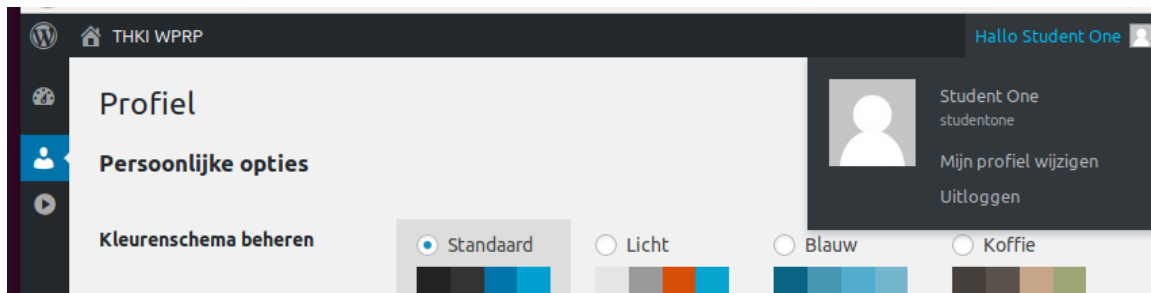 THKI WPRP
Hallo Student One
Profiel
Student One
studentone
Mijn profiel wijzigen
Uitloggen
Persoonlijke opties
Kleurenschema beheren
Standaard
Licht
Blauw
Koffie